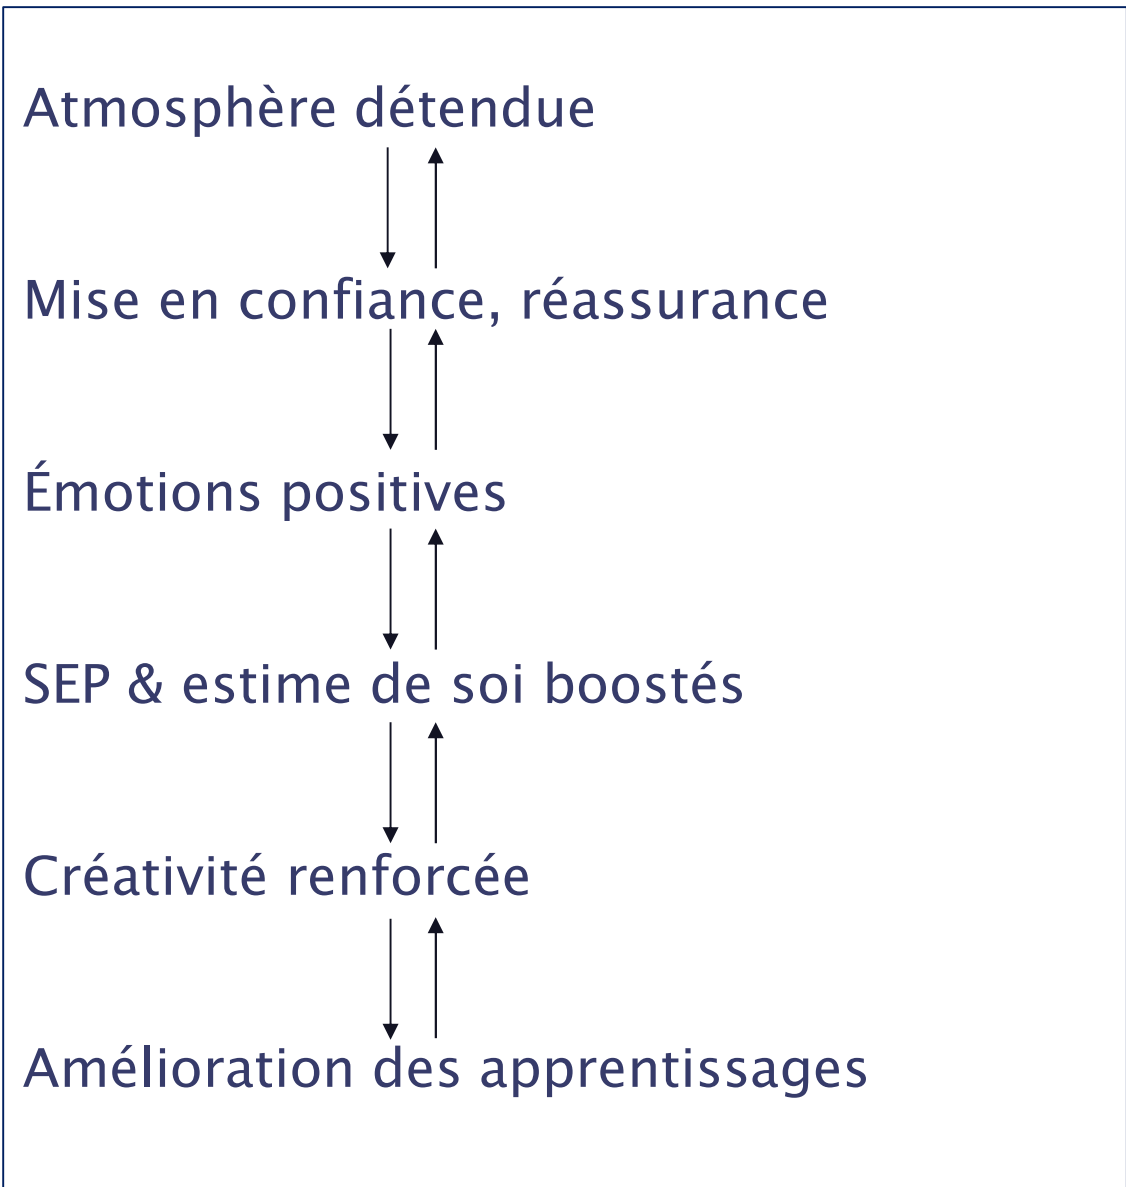 Atmosphère détendue
Mise en confiance, réassurance
Émotions positives
SEP & estime de soi boostés
Créativité renforcée
Amélioration des apprentissages